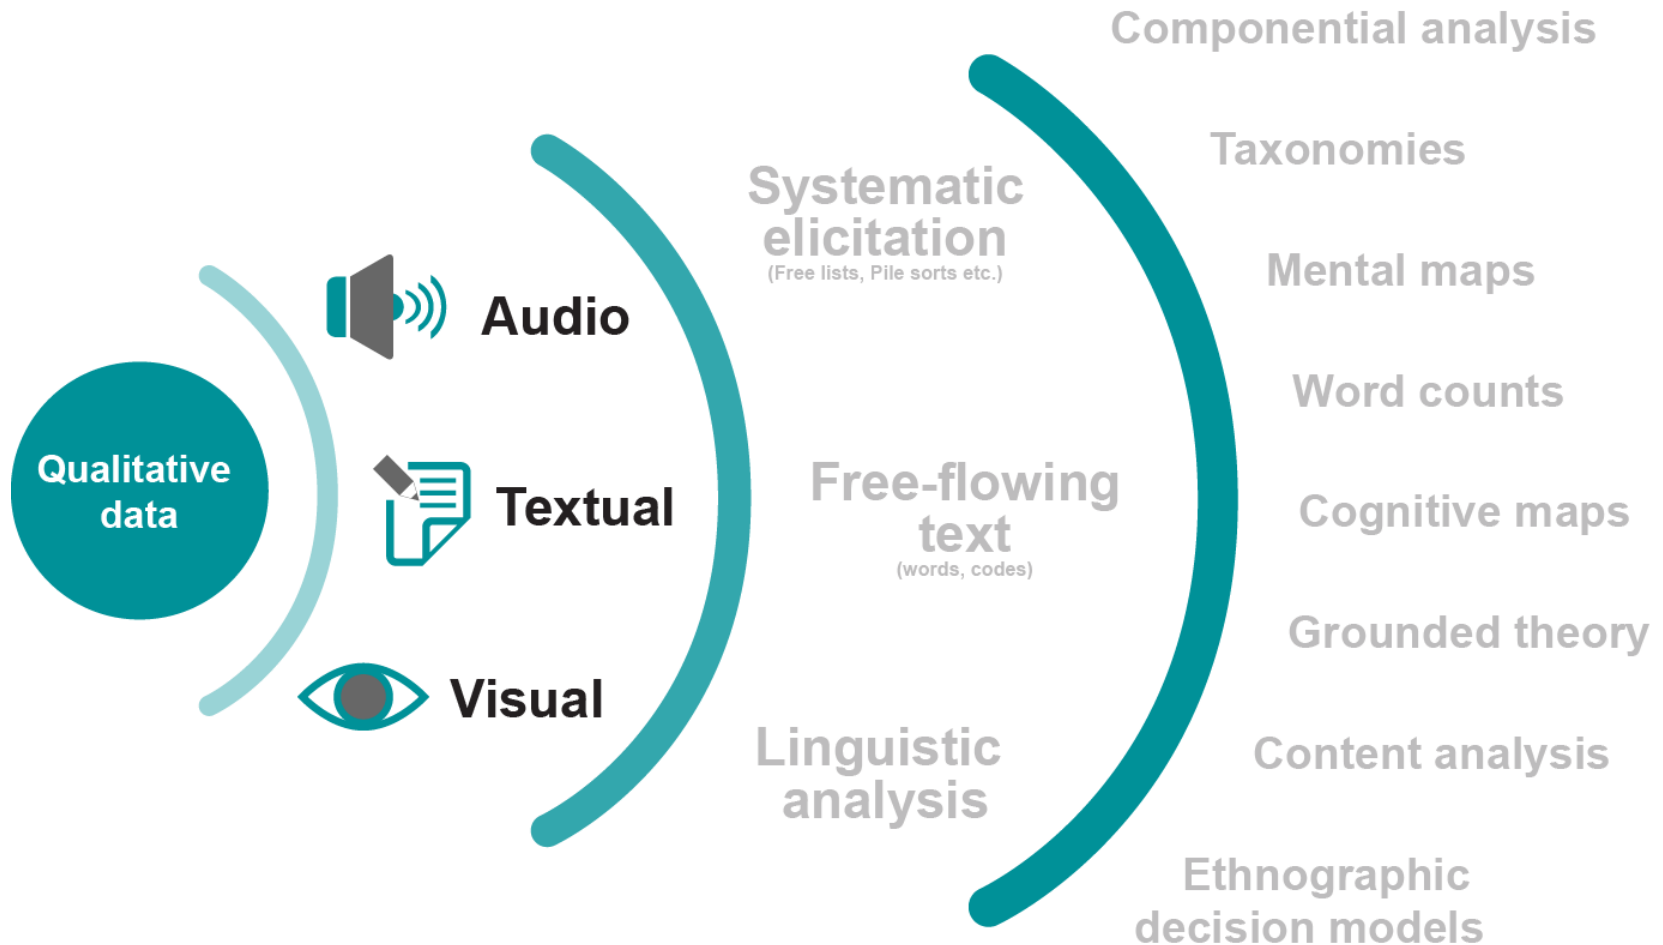 Qualitative
data
Audio
Textual
Visual
Systematic
elicitation
(Free lists, Pile sorts etc.)
Free-flowing
text
(words, codes)
Linguistic
analysis
Componential analysis
Taxonomies
Mental maps
Word counts
Cognitive maps
Grounded theory
Content analysis
Ethnographic
decision models